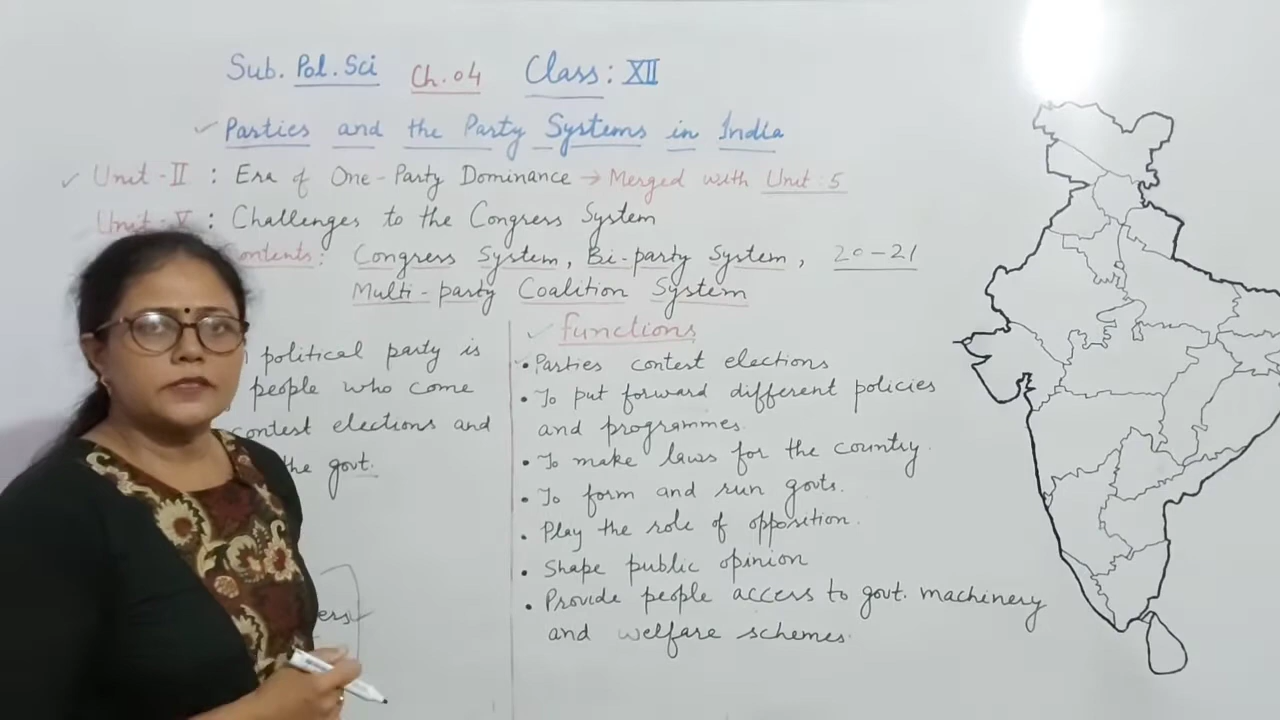 Sub. Pol. Sci Ch. 04 Class: XII
Parties and the Party Systems in India
Unit-II : Era of One-Party Dominance → Merged with Unit: 5
Unit-V : Challenges to the Congress System
ontents: Congress System, Bi-party System, 20-21
Multi-party Coalition System
political party is
people who come
contest elections and
the govt.
ers
functions
• Parties contest elections
• To put forward different policies
and programmes.
• To make laws for the country.
• To form and run govts.
• Play the role of opposition.
• Shape public opinion
• Provide people access to govt. machinery
and welfare schemes.